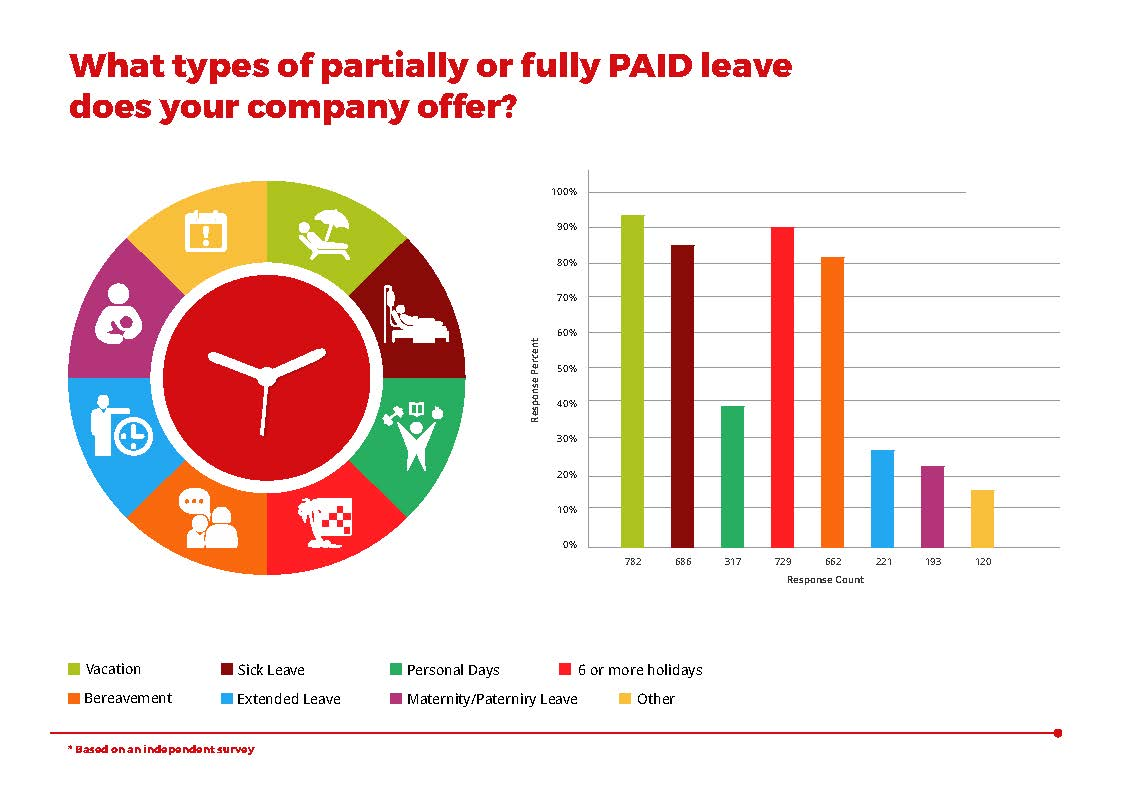 What types of partially or fully PAID leave
does your company offer?
100%
90%
80%
70%
60%
50%
40%
30%
20%
10%
0%
Response Percent
782 686 317 729 662 221 193 120
Response Count
Vacation Sick Leave Personal Days 6 or more holidays
Bereavement Extended Leave Maternity/Paterniry Leave Other
* Based on an independent survey